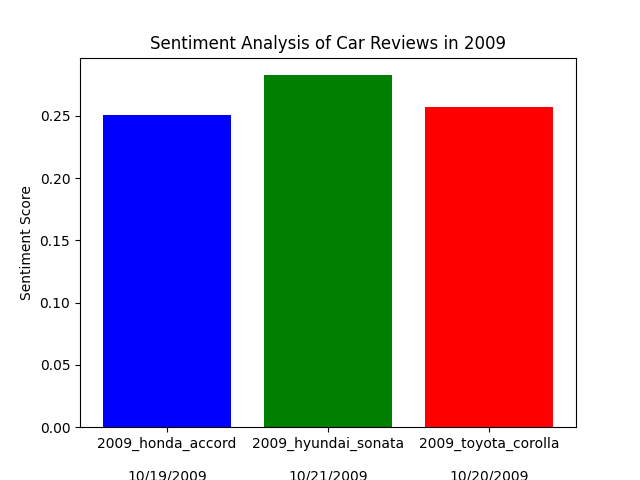 Sentiment Analysis of Car Reviews in 2009
Sentiment Score
0.25
0.20
0.15
0.10
0.05
0.00
2009_honda_accord 2009_hyundai_sonata 2009_toyota_corolla
10/19/2009 10/21/2009 10/20/2009